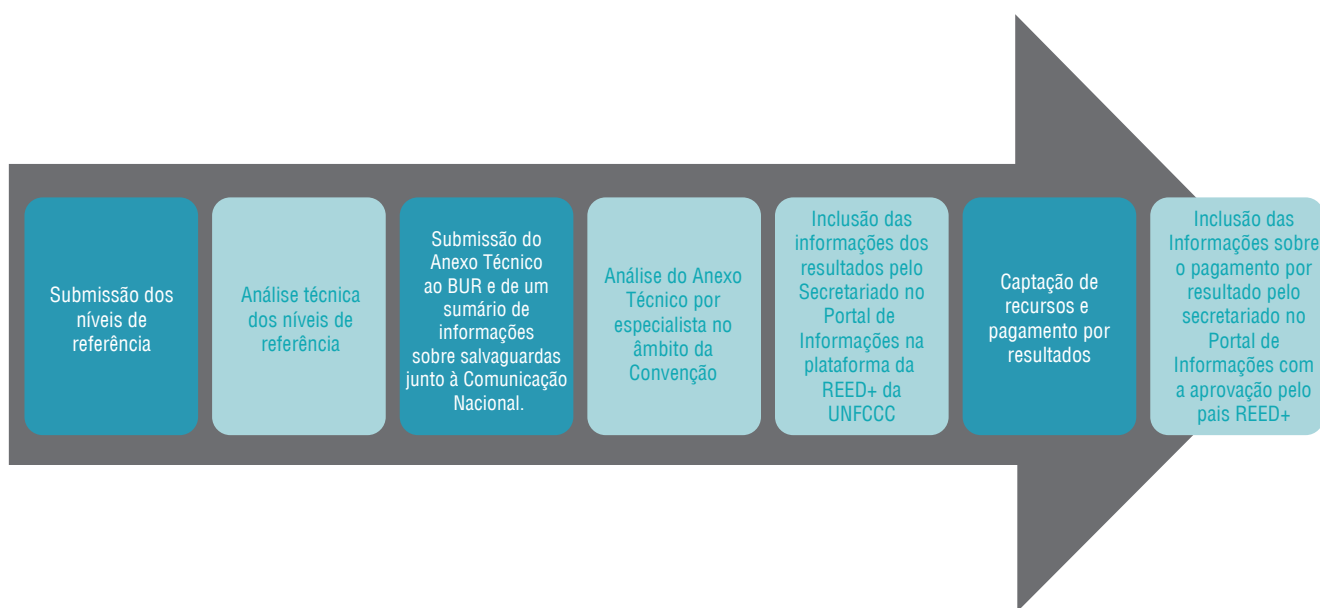 Submissão dos
níveis de
referência
Análise técnica
dos níveis de
referência
Submissão do
Anexo Técnico
ao BUR e de um
sumário de
informações
sobre salvaguardas
junto à Comunicação
Nacional.
Análise do Anexo
Técnico por
especialista no
âmbito da
Convenção
Inclusão das
informações dos
resultados pelo
Secretariado no
Portal de
Informações na
plataforma da
REED+ da
UNFCCC
Captação de
recursos e
pagamento por
resultados
Inclusão das
Informações sobre
o pagamento por
resultado pelo
secretariado no
Portal de
Informações com
a aprovação pelo
pais REED+